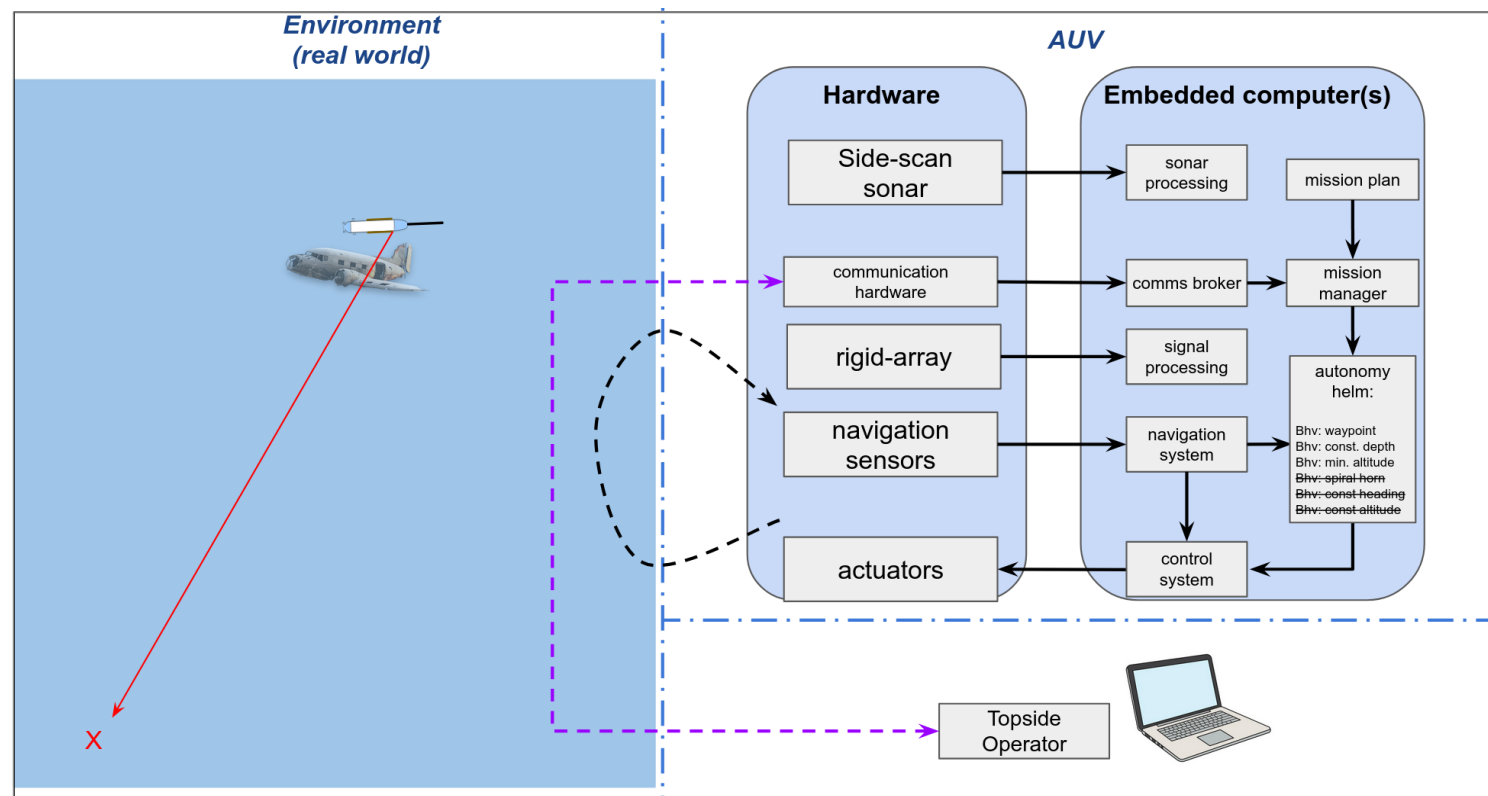 Environment
(real world)
X
AUV
Hardware
Side-scan
sonar
communication
hardware
rigid-array
navigation
sensors
actuators
Embedded computer(s)
sonar
processing
mission plan
comms broker
mission
manager
signal
processing
autonomy
helm:
Bhv: waypoint
Bhv: const. depth
Bhv: min. altitude
Bhv: spiral horn
Bhv: const heading
Bhv: const altitude
navigation
system
control
system
Topside
Operator